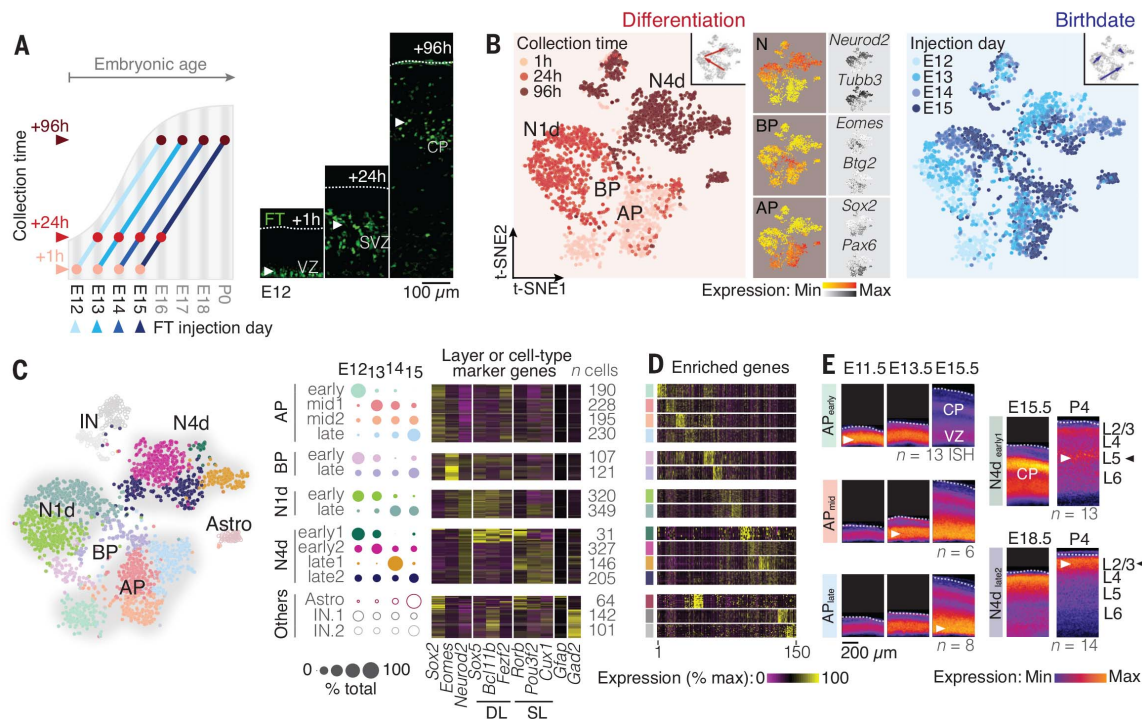 A
Embryonic age
Collection time
+96h
+24h
+1h
E12
E13
E14
E15
E16
E17
E18
P0
FT injection day
FT
+1h
VZ
E12
+24h
SVZ
+96h
CP
100 µm
B
Differentiation
Birthdate
Collection time
1h
24h
96h
N4d
N1d
BP
AP
t-SNE2
t-SNE1
N
Neurod2
Tubb3
BP
Eomes
Btg2
AP
Sox2
Pax6
Expression: Min Max
Injection day
E12
E13
E14
E15
C
IN
N4d
N1d
BP
AP
Astro
E12 13 14 15
Layer or cell-type
marker genes
n cells
AP
early 190
mid1 228
mid2 195
late 230
BP
early 107
late 121
N1d
early 320
late 349
N4d
early1 31
early2 327
late1 146
late2 205
Others
Astro 64
IN.1 142
IN.2 101
0 100
% total
Sox2
Eomes
Neurod2
Sox5
Bcl11b
Fezf2
Rorb
Pou3f2
Cux1
Gfap
Gad2
DL
SL
D
Enriched genes
1
150
Expression (% max): 0 100
E
E11.5 E13.5 E15.5
AP early
CP
VZ
n = 13 ISH
AP mid
n = 6
AP late
200 µm
n = 8
E15.5
P4
N4d early1
CP
L2/3
L4
L5
L6
n = 13
E18.5
P4
N4d late2
L2/3
L4
L5
L6
n = 14
Expression: Min Max